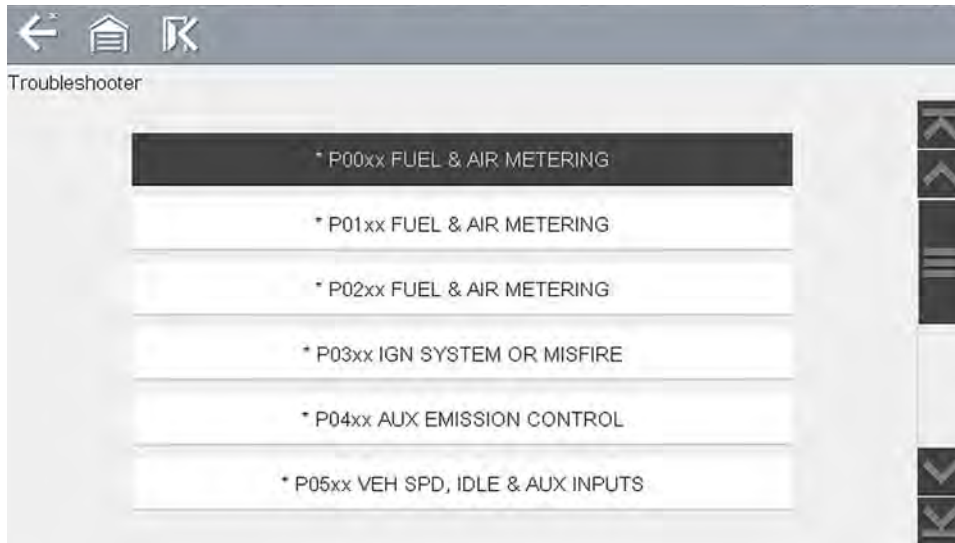 Troubleshooter
* P00xx FUEL & AIR METERING
* P01xx FUEL & AIR METERING
* P02xx FUEL & AIR METERING
* P03xx IGN SYSTEM OR MISFIRE
* P04xx AUX EMISSION CONTROL
* P05xx VEH SPD, IDLE & AUX INPUTS